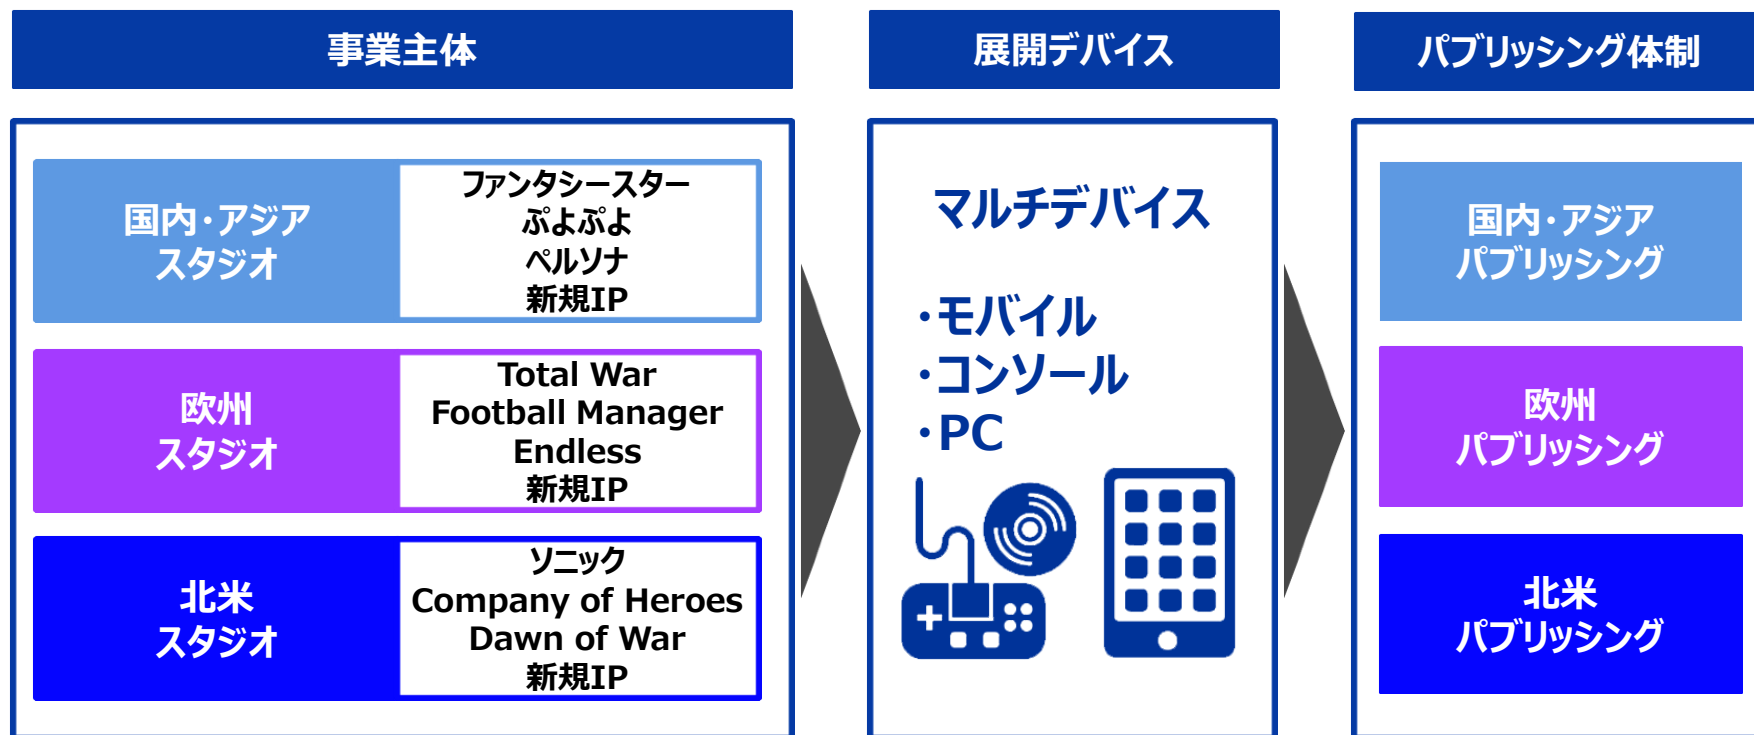 事業主体
国内・アジア
スタジオ
ファンタシースター
ぷよぷよ
ペルソナ
新規IP
欧州
スタジオ
Total War
Football Manager
Endless
新規IP
北米
スタジオ
ソニック
Company of Heroes
Dawn of War
新規IP
展開デバイス
マルチデバイス
・モバイル
・コンソール
・PC
パブリッシング体制
国内・アジア
パブリッシング
欧州
パブリッシング
北米
パブリッシング